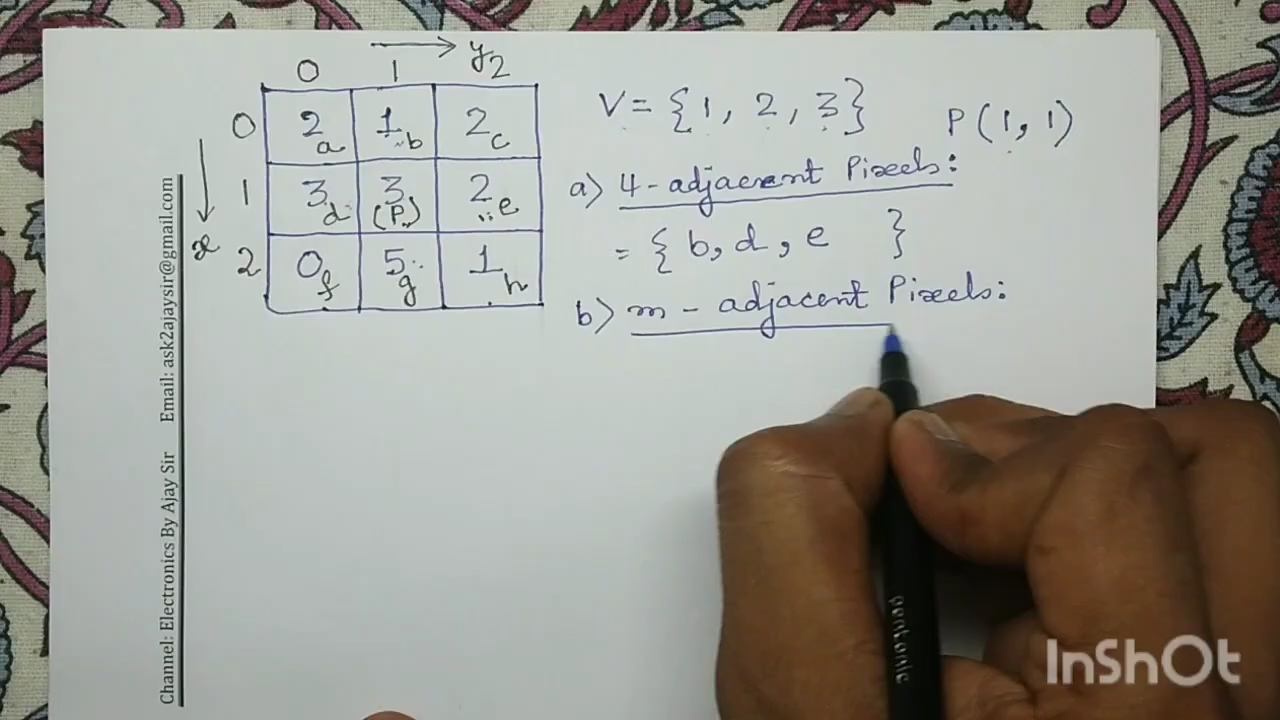 0 1 → y 2
0 2 a 1 b 2 c
1 3 d 3 (P) 2 e
x 2 0 f 5 g 1 h
V = {1, 2, 3}
P(1, 1)
a) 4 - adjacent Pixels:
= {b, d, e }
b) m - adjacent Pixels:
Channel: Electronics By Ajay Sir Email: ask2ajaysir@gmail.com
pentonic
InShOt